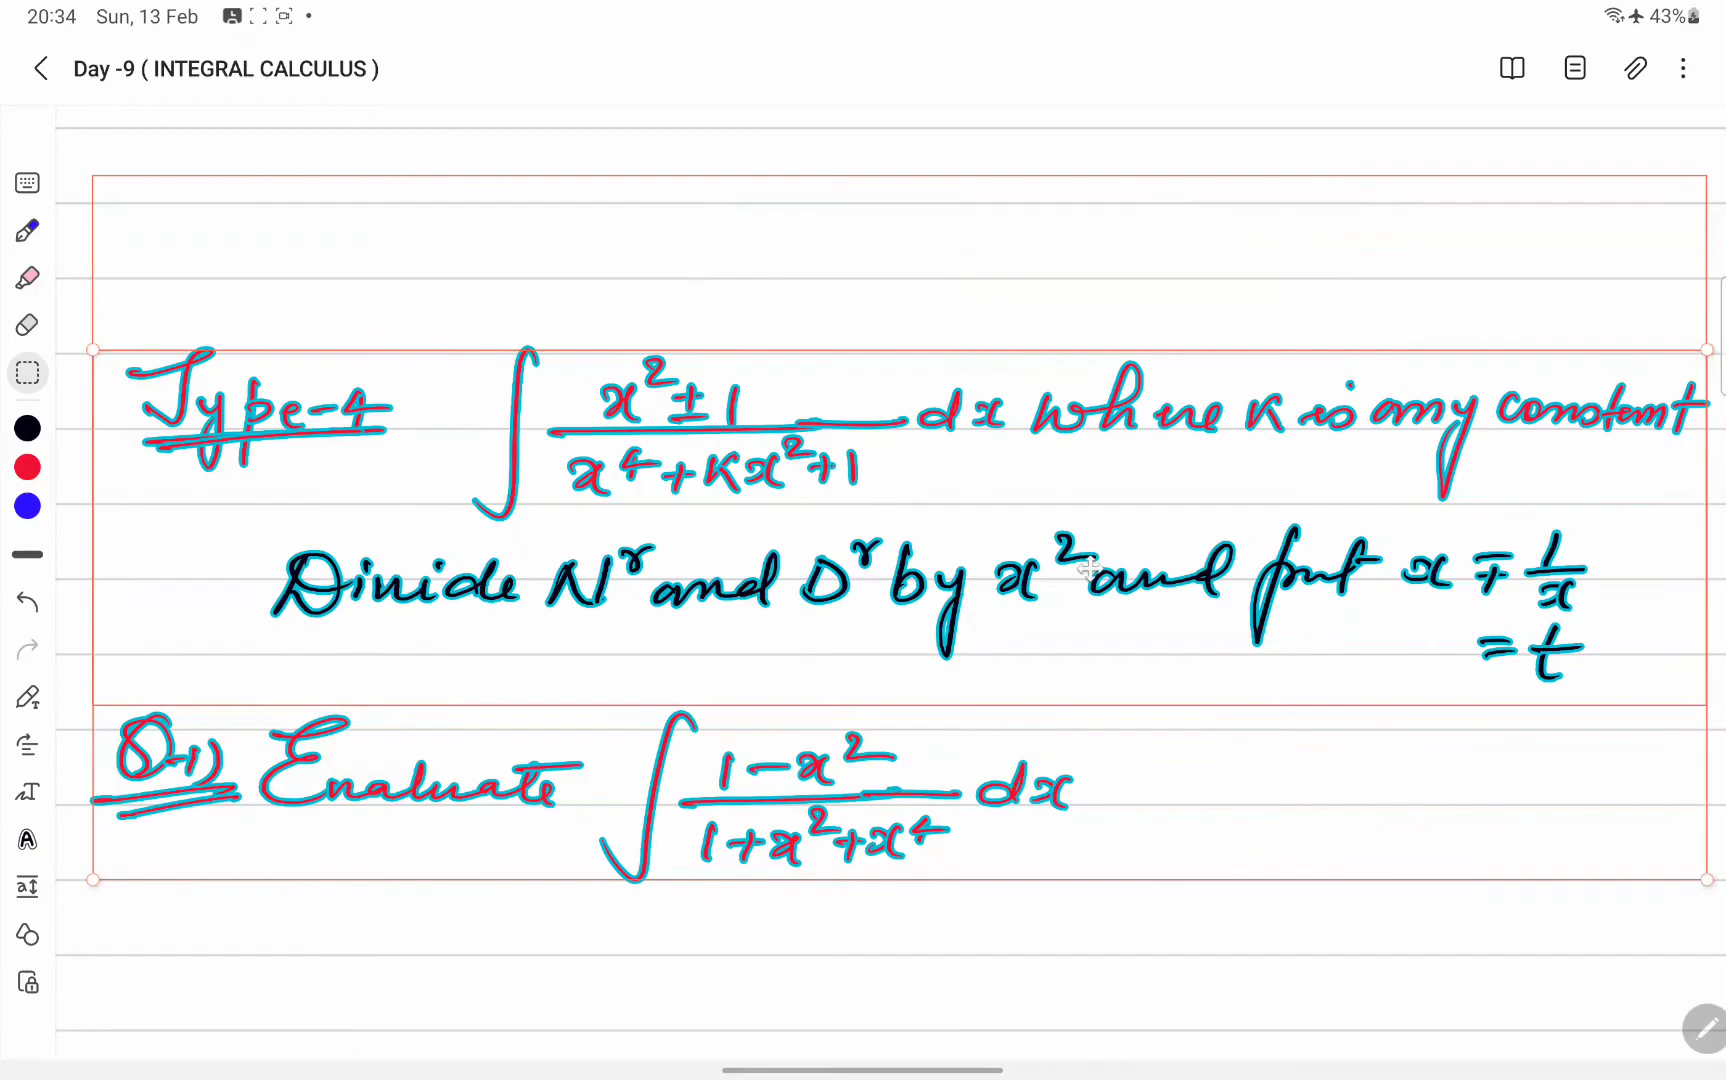 20:34 Sun, 13 Feb 43%
Day -9 ( INTEGRAL CALCULUS )
Type-4 ∫ (x² ± 1)/(x⁴ + Kx² + 1) dx where K is any constant
Divide Nʳ and Dʳ by x² and put x ∓ 1/x
= t
Q-1) Evaluate ∫ (1 - x²)/(1 + x² + x⁴) dx